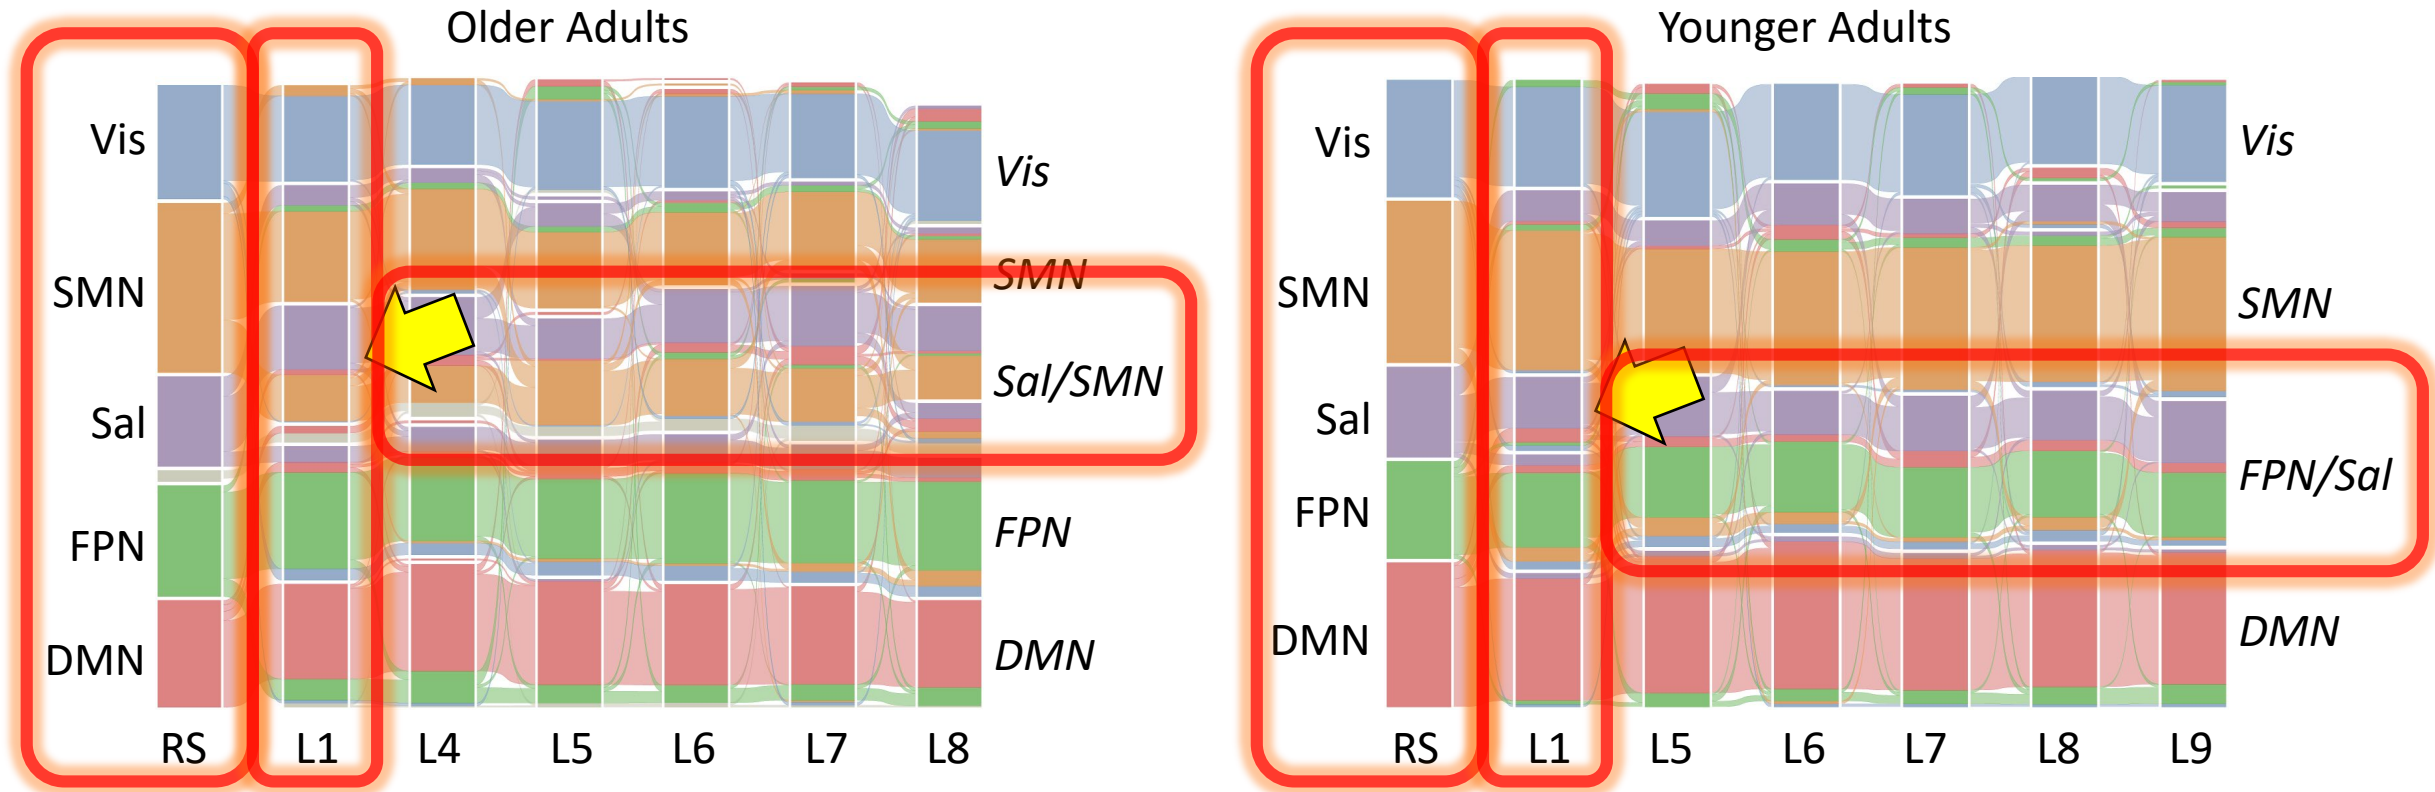 Older Adults
Vis
SMN
Sal
FPN
DMN
Vis
SMN
Sal/SMN
FPN
DMN
RS L1 L4 L5 L6 L7 L8
Younger Adults
Vis
SMN
Sal
FPN
DMN
Vis
SMN
FPN/Sal
DMN
RS L1 L5 L6 L7 L8 L9